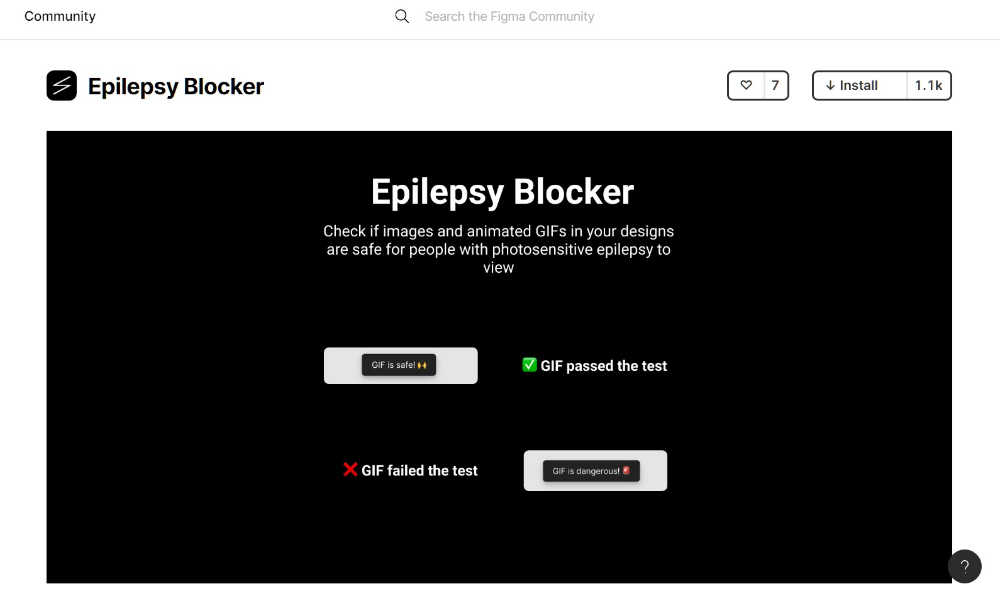 Community
Search the Figma Community
Epilepsy Blocker
7
Install
1.1k
Epilepsy Blocker
Check if images and animated GIFs in your designs
are safe for people with photosensitive epilepsy to
view
GIF is safe! 🙌
✅ GIF passed the test
❌ GIF failed the test
GIF is dangerous! 🚨
?